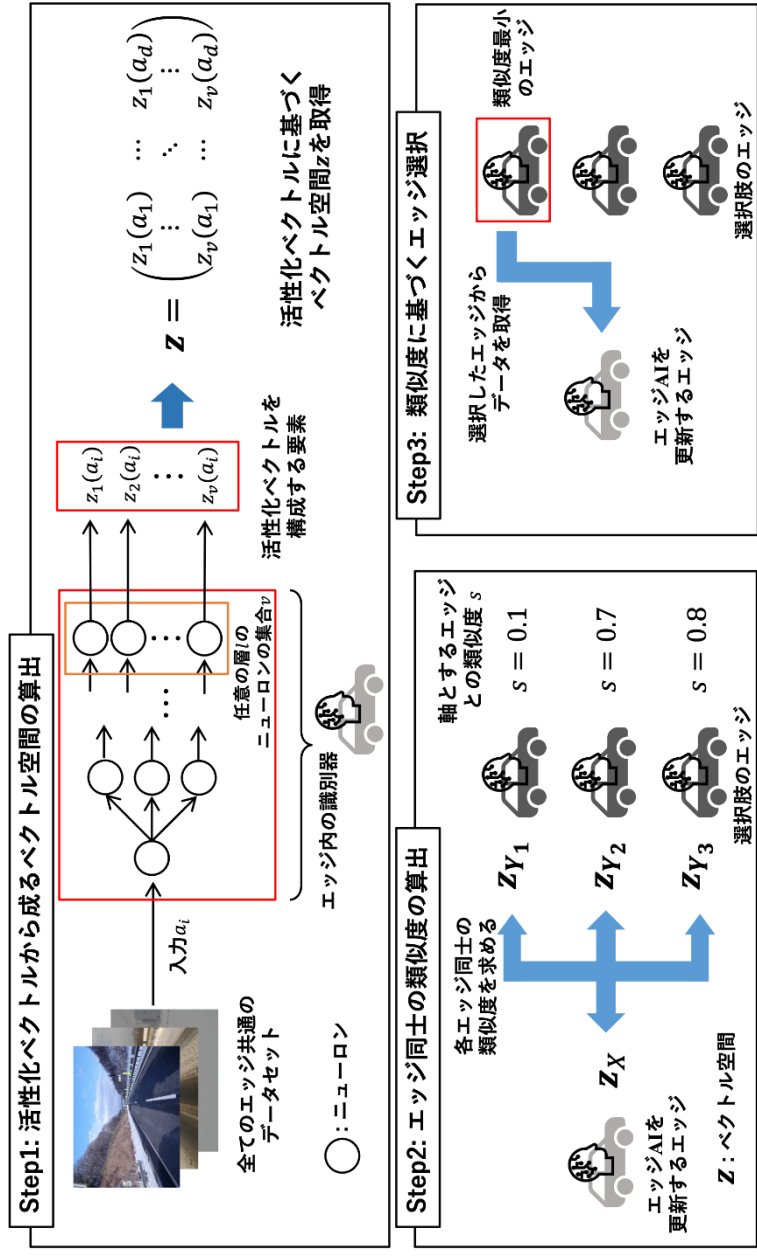 Step1: 活性化ベクトルから成るベクトル空間の算出
全てのエッジ共通の
データセット
○:ニューロン
入力a_i
任意の層lの
ニューロンの集合v
エッジ内の識別器
z_1(a_i)
z_2(a_i)
⋮
z_v(a_i)
活性化ベクトルを
構成する要素
z = 
z_1(a_1) ⋯ z_1(a_d)
⋮ ⋱ ⋮
z_v(a_1) ⋯ z_v(a_d)
活性化ベクトルに基づく
ベクトル空間zを取得
Step2: エッジ同士の類似度の算出
エッジAIを
更新するエッジ
z_X
各エッジ同士の
類似度を求める
z_{Y_1}
z_{Y_2}
z_{Y_3}
軸とするエッジ
との類似度 s
s = 0.1
s = 0.7
s = 0.8
選択肢のエッジ
z:ベクトル空間
Step3: 類似度に基づくエッジ選択
選択したエッジから
データを取得
エッジAIを
更新するエッジ
類似度最小
のエッジ
選択肢のエッジ